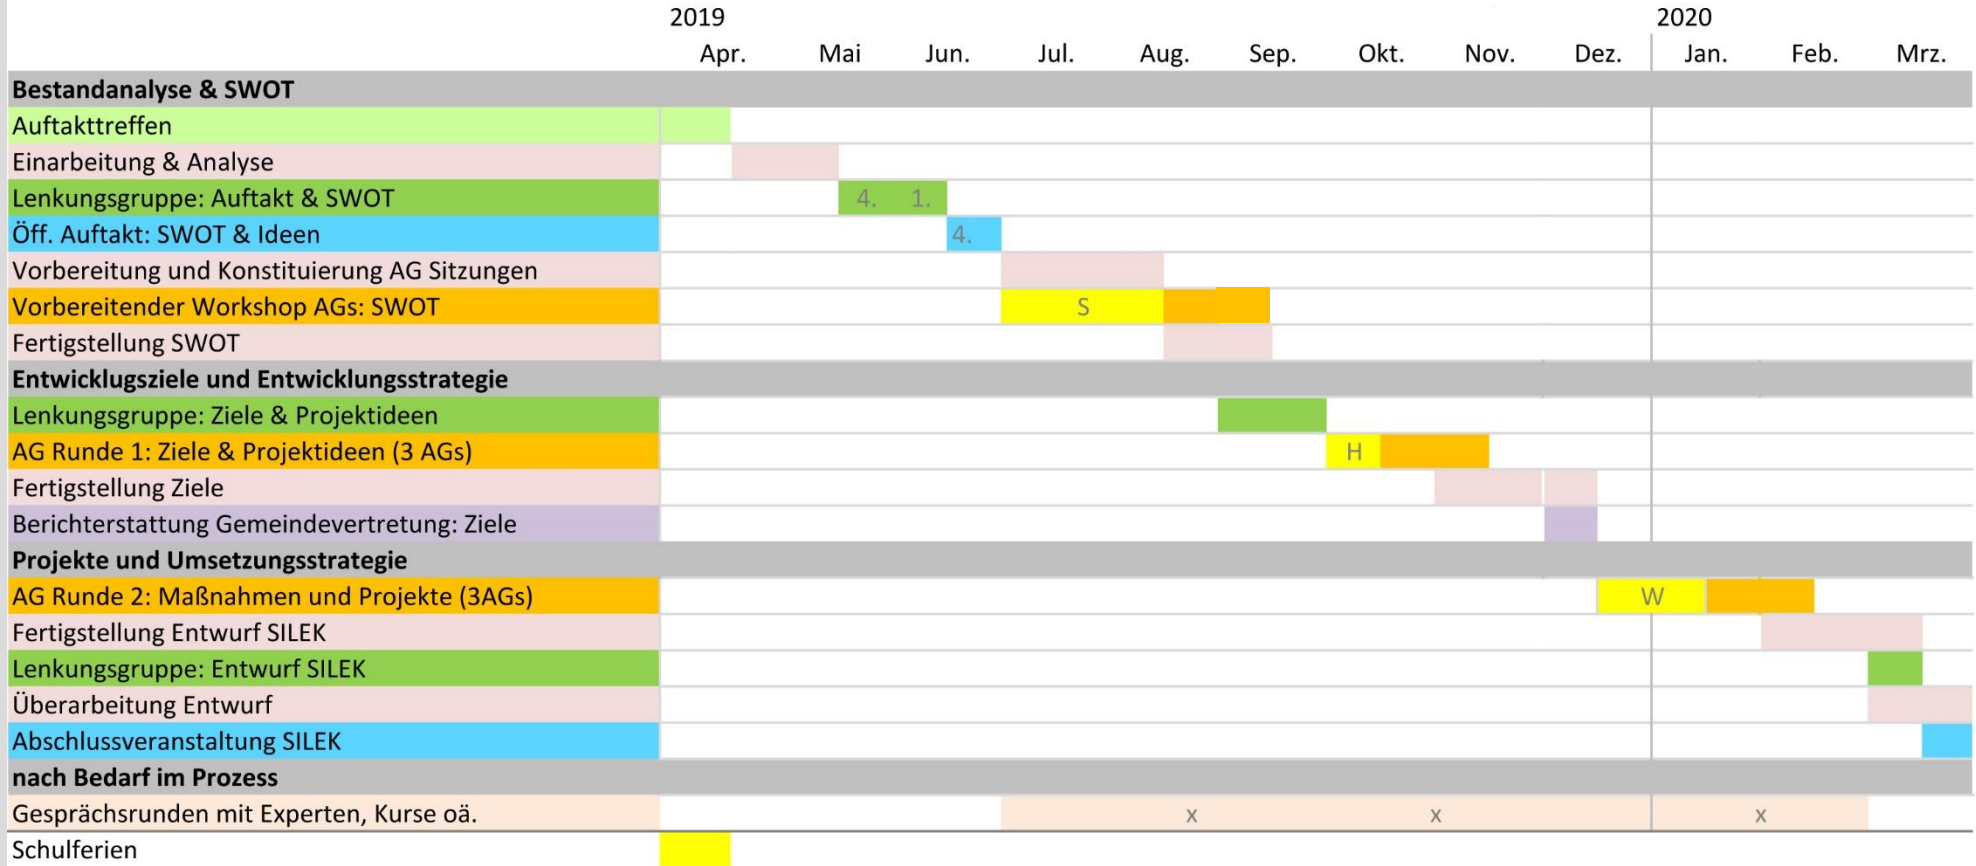 2019 2020
Apr. Mai Jun. Jul. Aug. Sep. Okt. Nov. Dez. Jan. Feb. Mrz.
Bestandanalyse & SWOT
Auftakttreffen
Einarbeitung & Analyse
Lenkungsgruppe: Auftakt & SWOT 4. 1.
Öff. Auftakt: SWOT & Ideen 4.
Vorbereitung und Konstituierung AG Sitzungen
Vorbereitender Workshop AGs: SWOT S
Fertigstellung SWOT
Entwicklugsziele und Entwicklungsstrategie
Lenkungsgruppe: Ziele & Projektideen
AG Runde 1: Ziele & Projektideen (3 AGs) H
Fertigstellung Ziele
Berichterstattung Gemeindevertretung: Ziele
Projekte und Umsetzungsstrategie
AG Runde 2: Maßnahmen und Projekte (3AGs) W
Fertigstellung Entwurf SILEK
Lenkungsgruppe: Entwurf SILEK
Überarbeitung Entwurf
Abschlussveranstaltung SILEK
nach Bedarf im Prozess
Gesprächsrunden mit Experten, Kurse oä. x x x
Schulferien